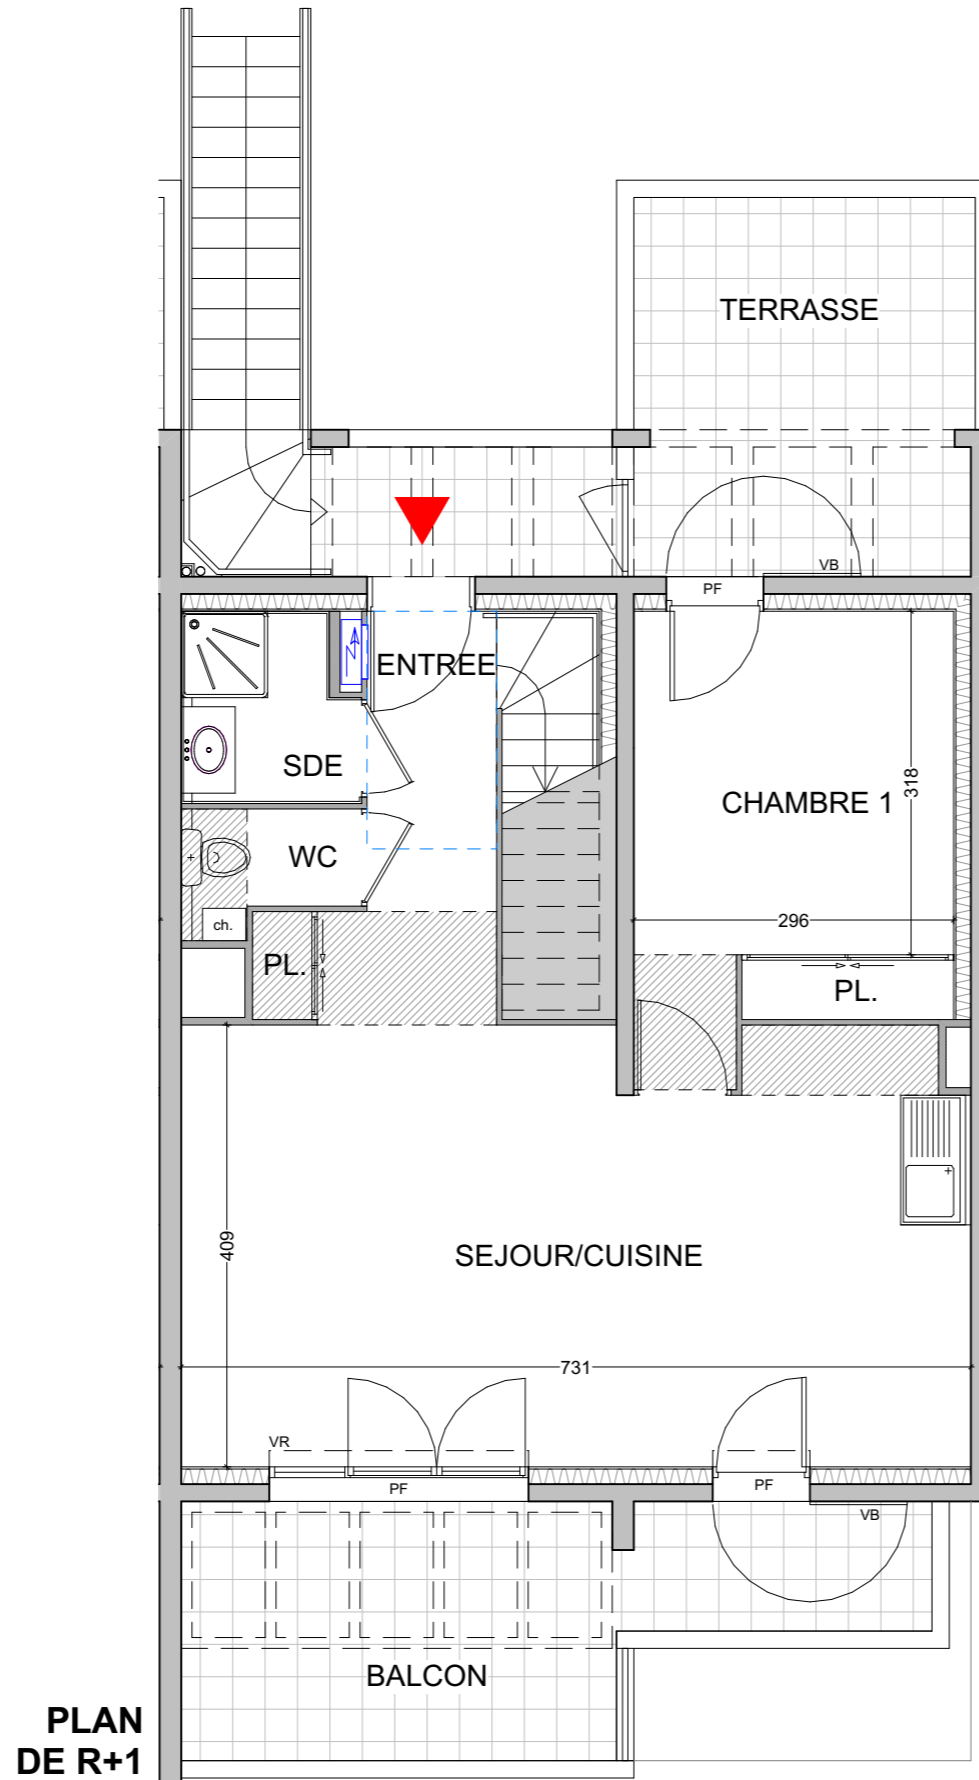 TERRASSE
VB
PF
N
ENTREE
SDE
CHAMBRE 1
318
WC
296
ch.
PL.
PL.
409
SEJOUR/CUISINE
731
VR
PF
PF
VB
BALCON
PLAN
DE R+1